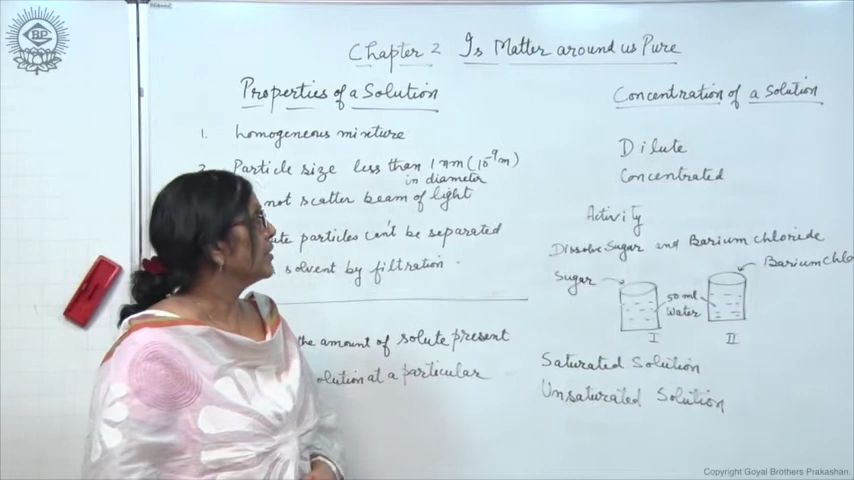 BP
Chapter 2 Is Matter around us Pure
Properties of a Solution
1. homogeneous mixture
2. Particle size less than 1 nm (10⁻⁹ m)
in diameter
not scatter beam of light
particles can't be separated
solvent by filtration.
the amount of solute present
at a particular
Concentration of a Solution
Dilute
Concentrated
Activity
Dissolve Sugar and Barium chloride
Sugar
Barium chlo
50 ml
water
I
II
Saturated Solution
Unsaturated Solution
Copyright Goyal Brothers Prakashan.